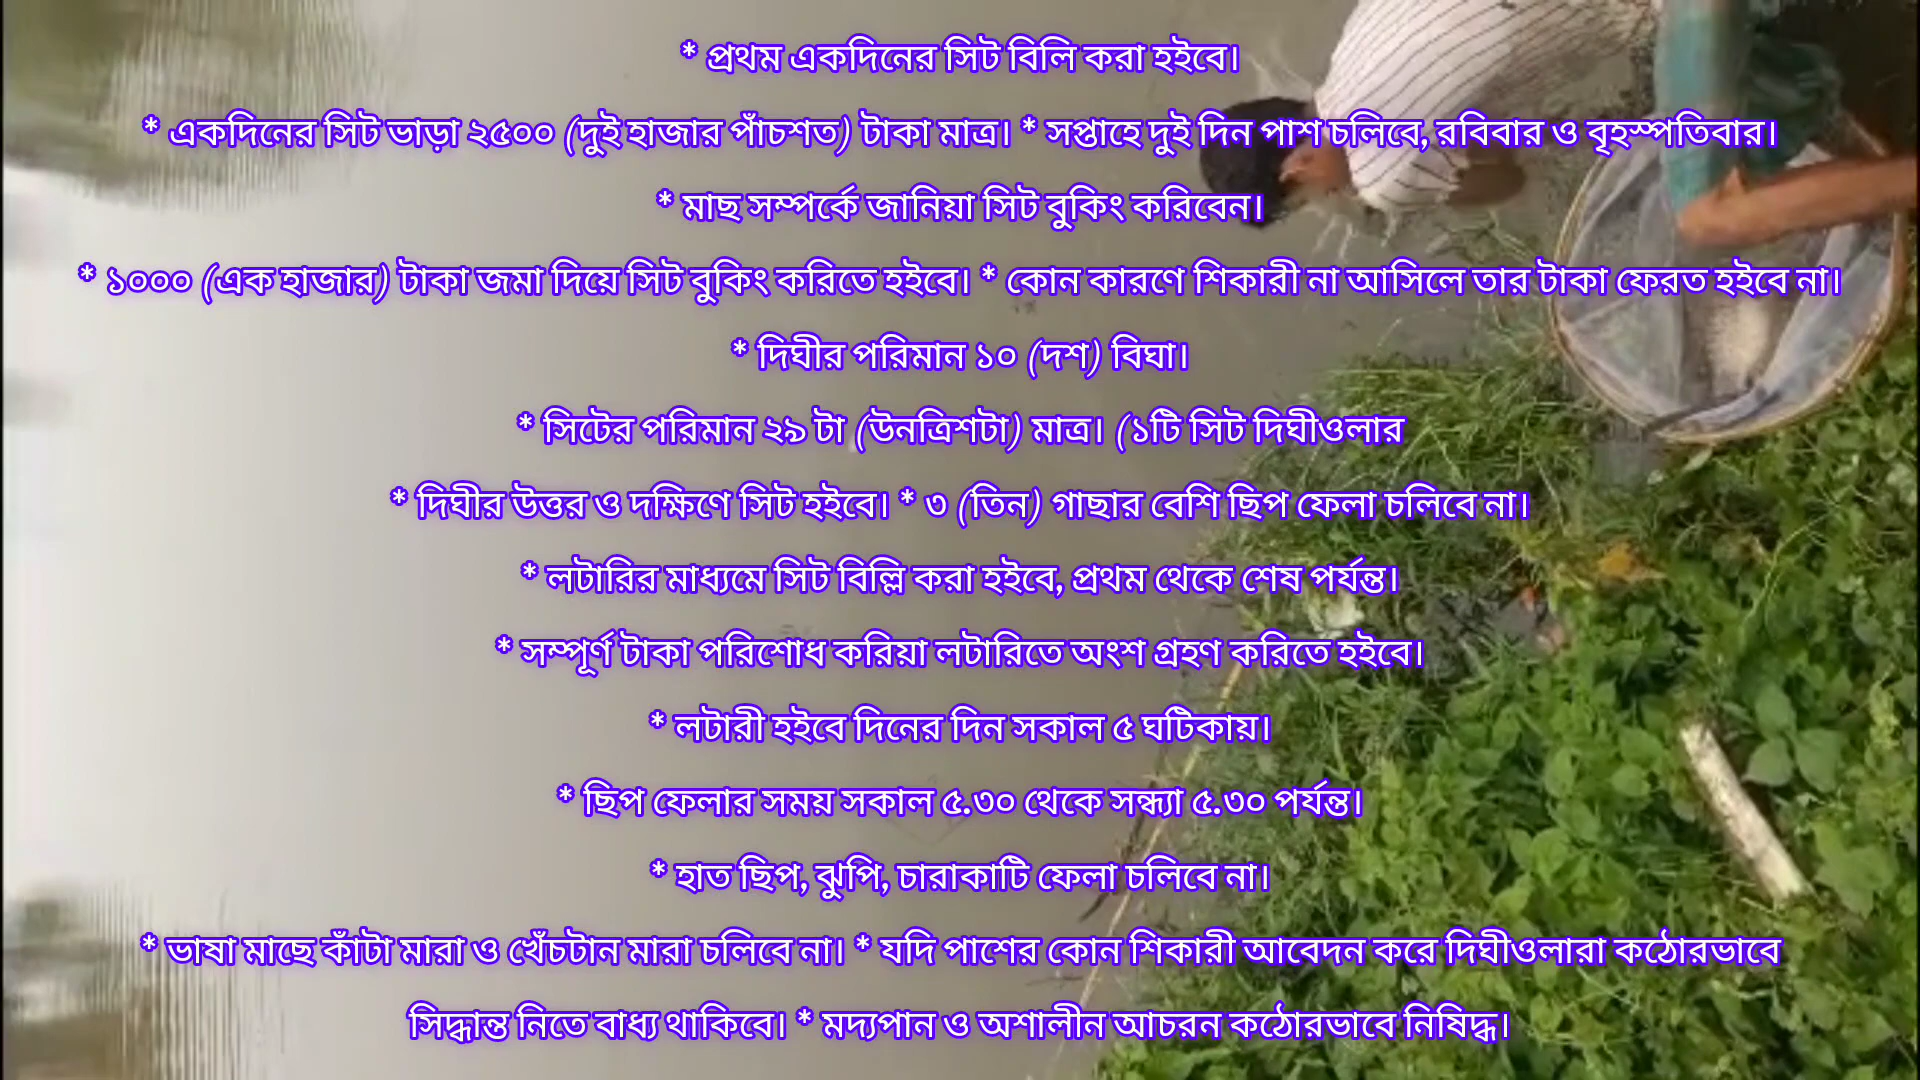 * প্রথম একদিনের সিট বিলি করা হইবে।
* একদিনের সিট ভাড়া ২৫০০ (দুই হাজার পাঁচশত) টাকা মাত্র। * সপ্তাহে দুই দিন পাশ চলিবে, রবিবার ও বৃহস্পতিবার।
* মাছ সম্পর্কে জানিয়া সিট বুকিং করিবেন।
* ১০০০ (এক হাজার) টাকা জমা দিয়ে সিট বুকিং করিতে হইবে। * কোন কারণে শিকারী না আসিলে তার টাকা ফেরত হইবে না।
* দিঘীর পরিমান ১০ (দশ) বিঘা।
* সিটের পরিমান ২৯ টা (উনত্রিশটা) মাত্র। (১টি সিট দিঘীওলার
* দিঘীর উত্তর ও দক্ষিণে সিট হইবে। * ৩ (তিন) গাছার বেশি ছিপ ফেলা চলিবে না।
* লটারির মাধ্যমে সিট বিল্লি করা হইবে, প্রথম থেকে শেষ পর্যন্ত।
* সম্পূর্ণ টাকা পরিশোধ করিয়া লটারিতে অংশ গ্রহণ করিতে হইবে।
* লটারী হইবে দিনের দিন সকাল ৫ ঘটিকায়।
* ছিপ ফেলার সময় সকাল ৫.৩০ থেকে সন্ধ্যা ৫.৩০ পর্যন্ত।
* হাত ছিপ, ঝুপি, চারাকাটি ফেলা চলিবে না।
* ভাষা মাছে কাঁটা মারা ও খেঁচটান মারা চলিবে না। * যদি পাশের কোন শিকারী আবেদন করে দিঘীওলারা কঠোরভাবে
সিদ্ধান্ত নিতে বাধ্য থাকিবে। * মদ্যপান ও অশালীন আচরন কঠোরভাবে নিষিদ্ধ।